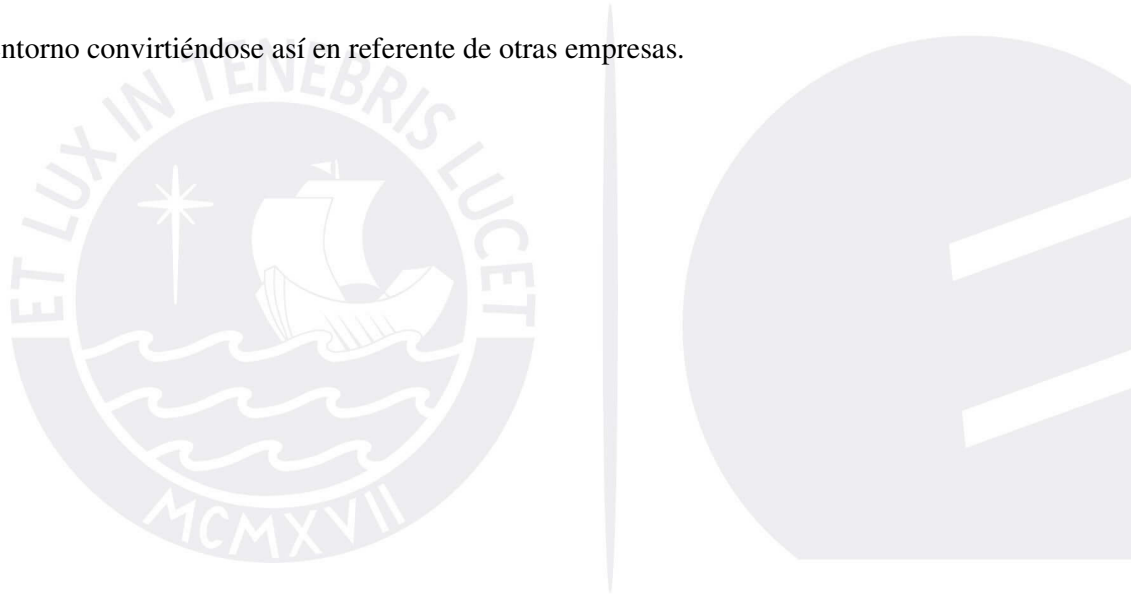 ntorno convirtiéndose así en referente de otras empresas.
ET LUX IN TENEBRIS LUCET
MCMXVII